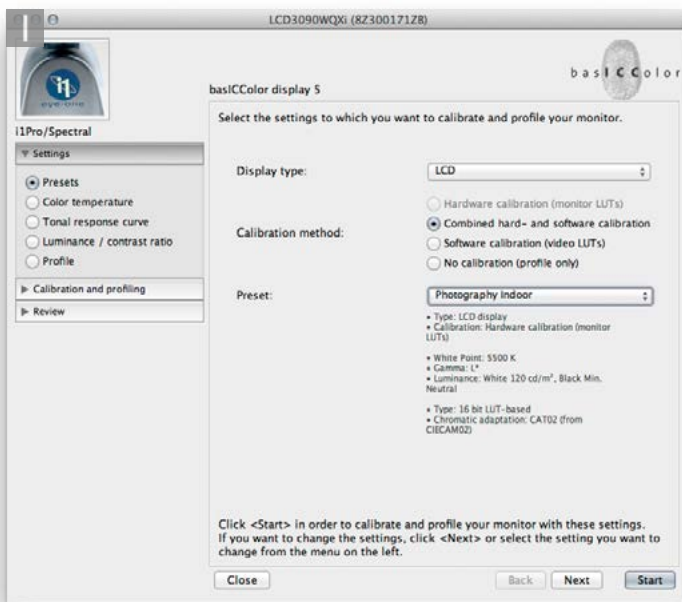 1
LCD3090WQXi (8Z300171ZB)
i1
eye-one
i1Pro/Spectral
basICColor
basICColor display 5
Select the settings to which you want to calibrate and profile your monitor.
Settings
Presets
Color temperature
Tonal response curve
Luminance / contrast ratio
Profile
Calibration and profiling
Review
Display type:
LCD
Calibration method:
Hardware calibration (monitor LUTs)
Combined hard- and software calibration
Software calibration (video LUTs)
No calibration (profile only)
Preset:
Photography Indoor
• Type: LCD display
• Calibration: Hardware calibration (monitor
LUTs)
• White Point: 5500 K
• Gamma: L*
• Luminance: White 120 cd/m², Black Min.
Neutral
• Type: 16 bit LUT-based
• Chromatic adaptation: CAT02 (from
CIECAM02)
Click <Start> in order to calibrate and profile your monitor with these settings.
If you want to change the settings, click <Next> or select the setting you want to
change from the menu on the left.
Close
Back
Next
Start